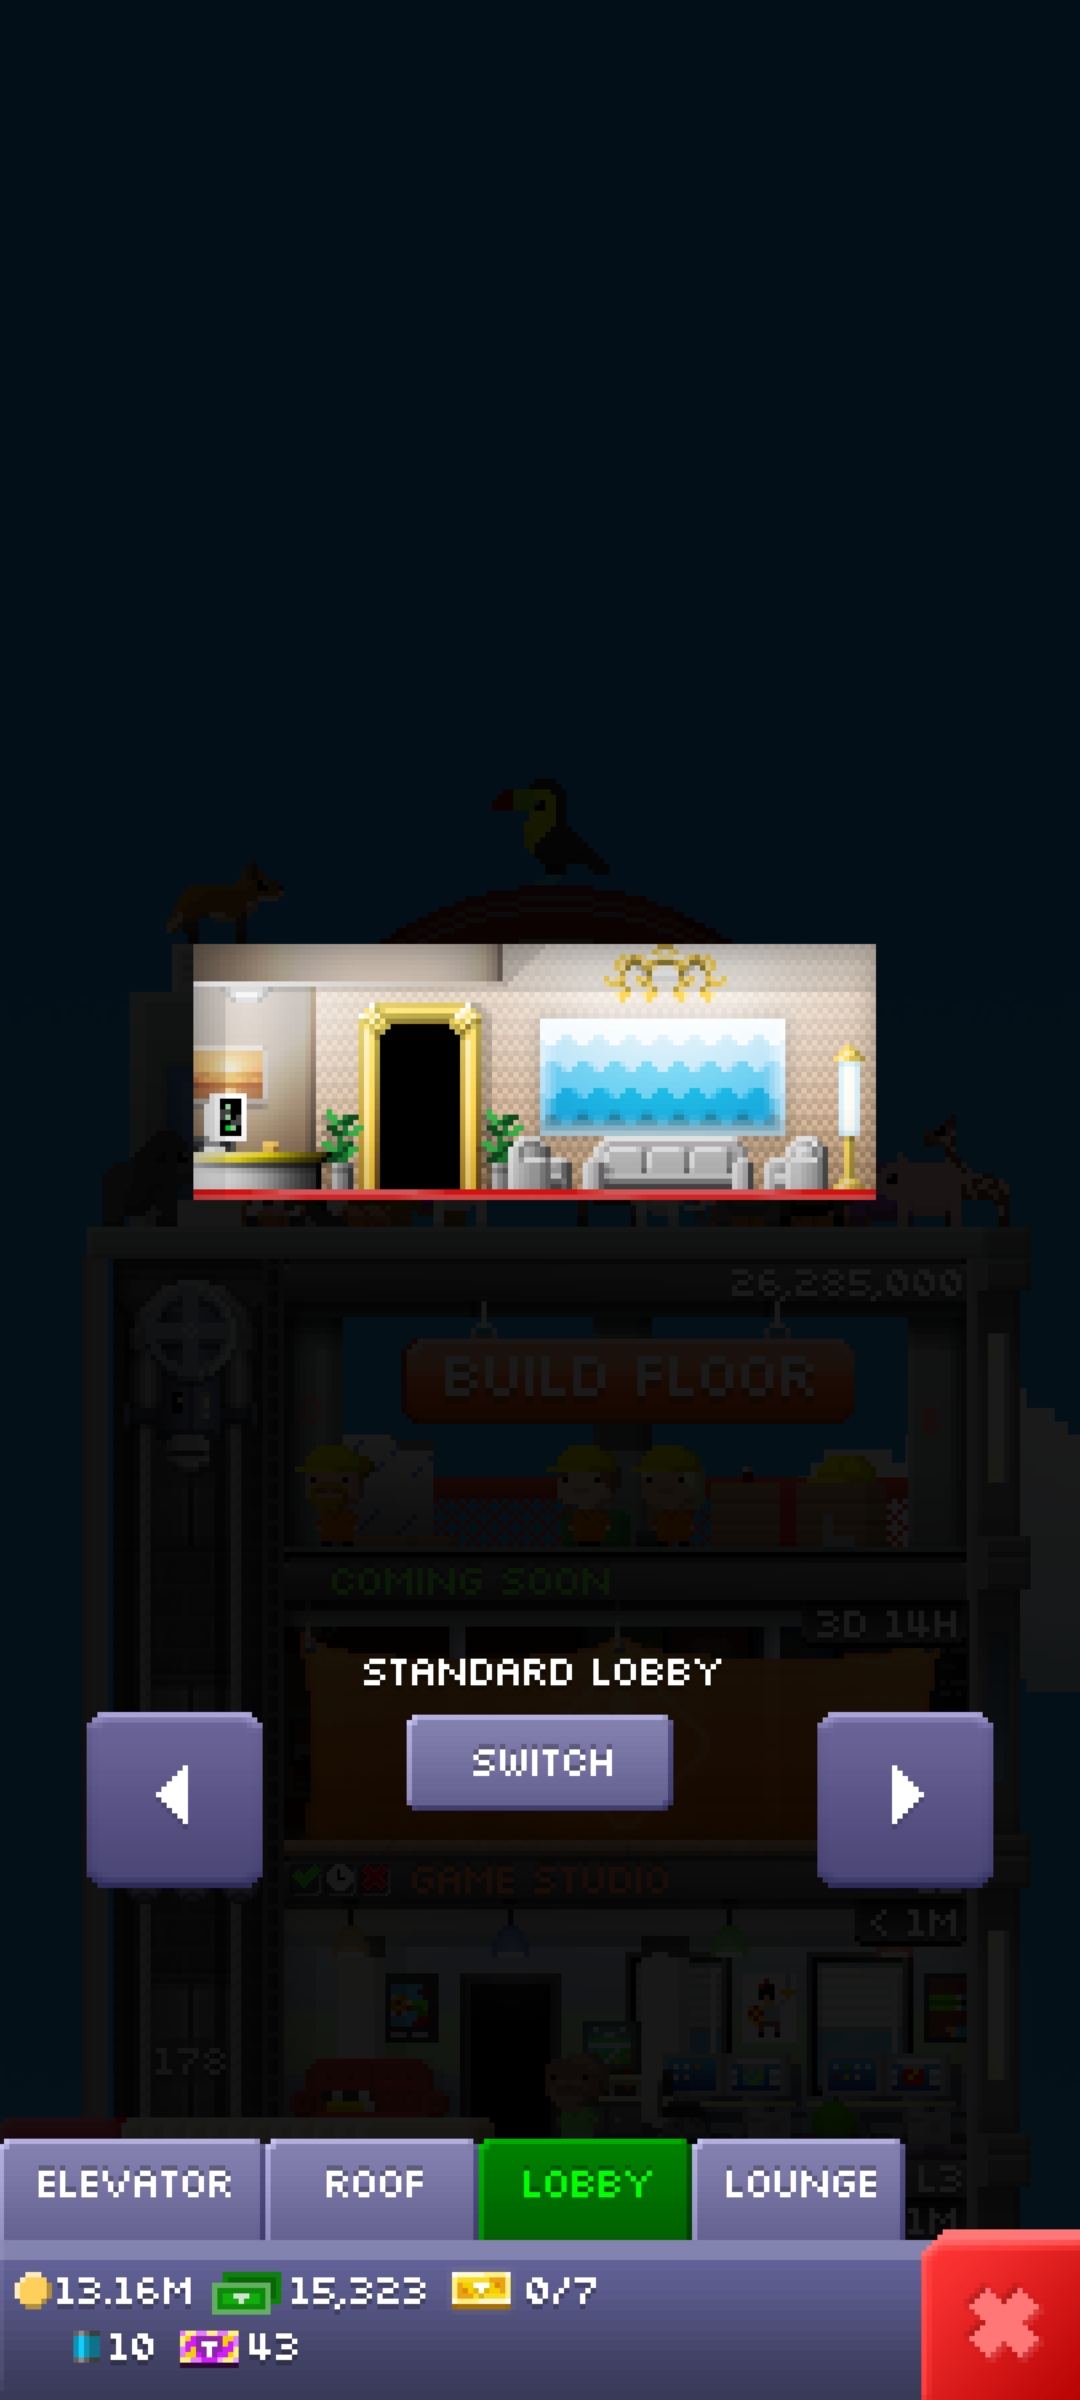 26,285,000
BUILD FLOOR
COMING SOON
3D 14H
STANDARD LOBBY
SWITCH
GAME STUDIO
< 1M
178
ELEVATOR
ROOF
LOBBY
LOUNGE
L3
1M
13.16M
15,323
0/7
10
43